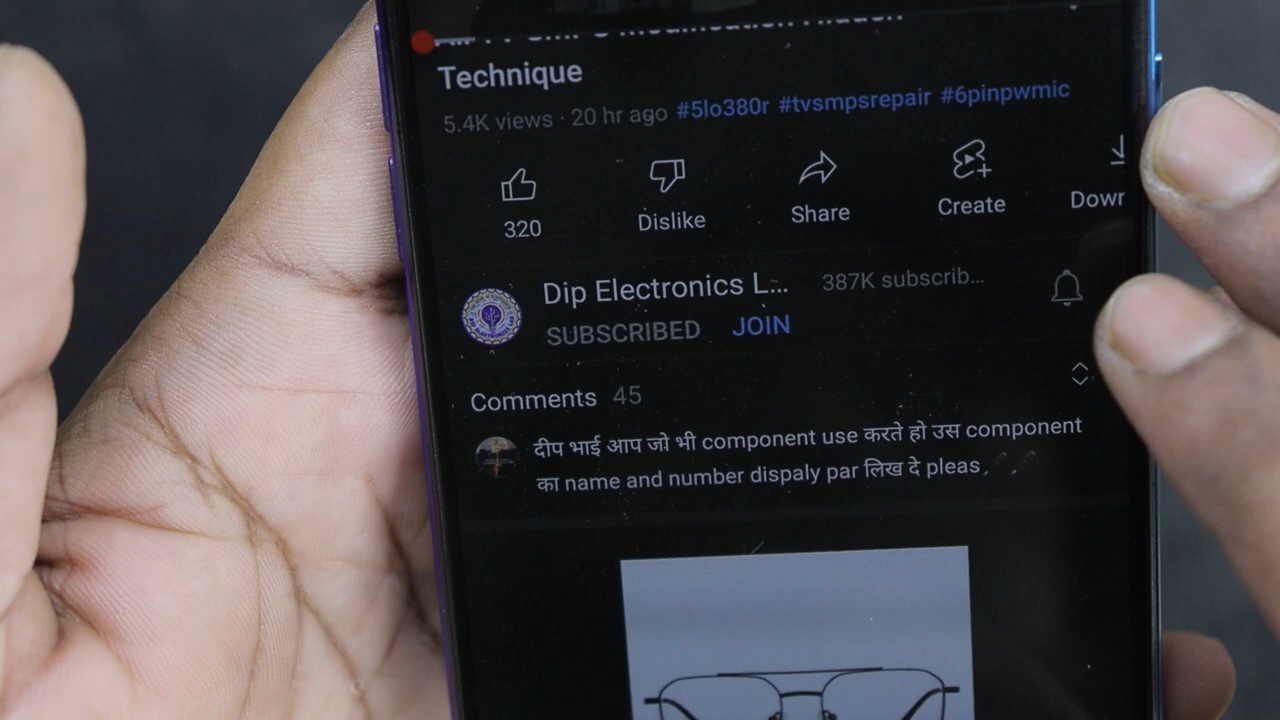 Technique
5.4K views · 20 hr ago #5lo380r #tvsmpsrepair #6pinpwmic
320
Dislike
Share
Create
Dowr
Dip Electronics L... 387K subscrib...
SUBSCRIBED JOIN
Comments 45
दीप भाई आप जो भी component use करते हो उस component
का name and number dispaly par लिख दे pleas